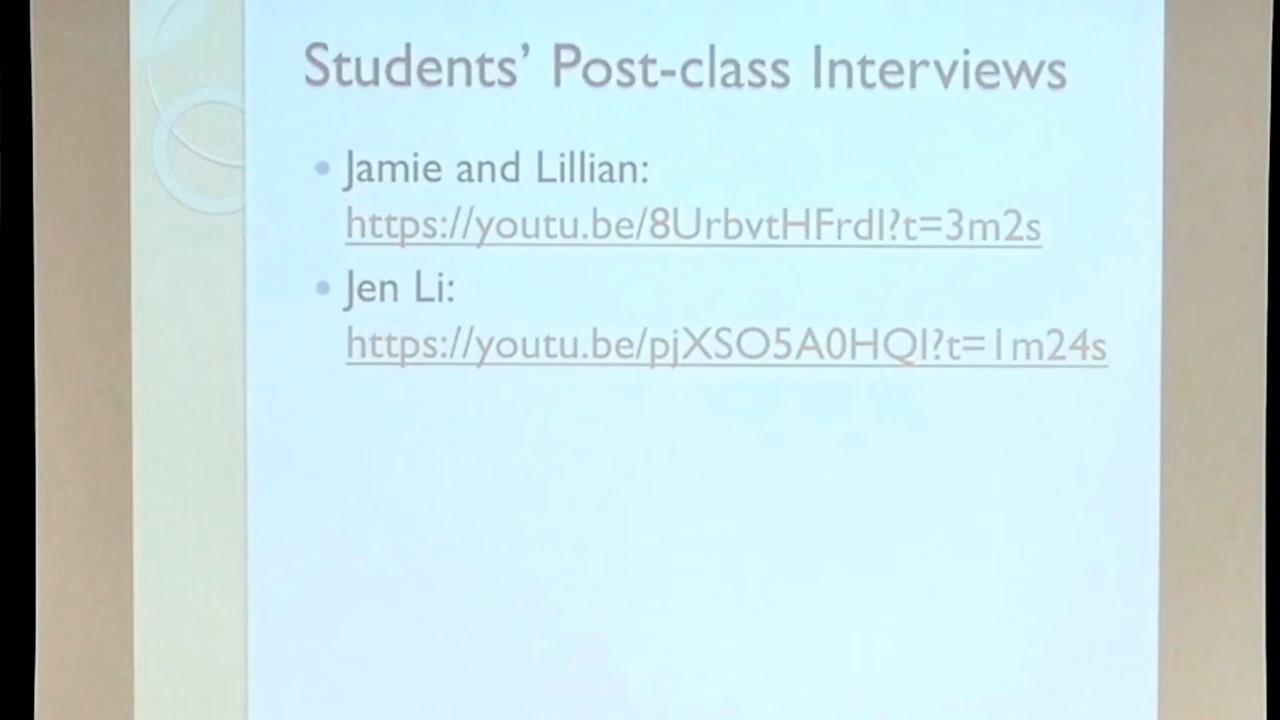 Students' Post-class Interviews
• Jamie and Lillian:
https://youtu.be/8UrbvtHFrdI?t=3m2s
• Jen Li:
https://youtu.be/pjXSO5A0HQI?t=1m24s